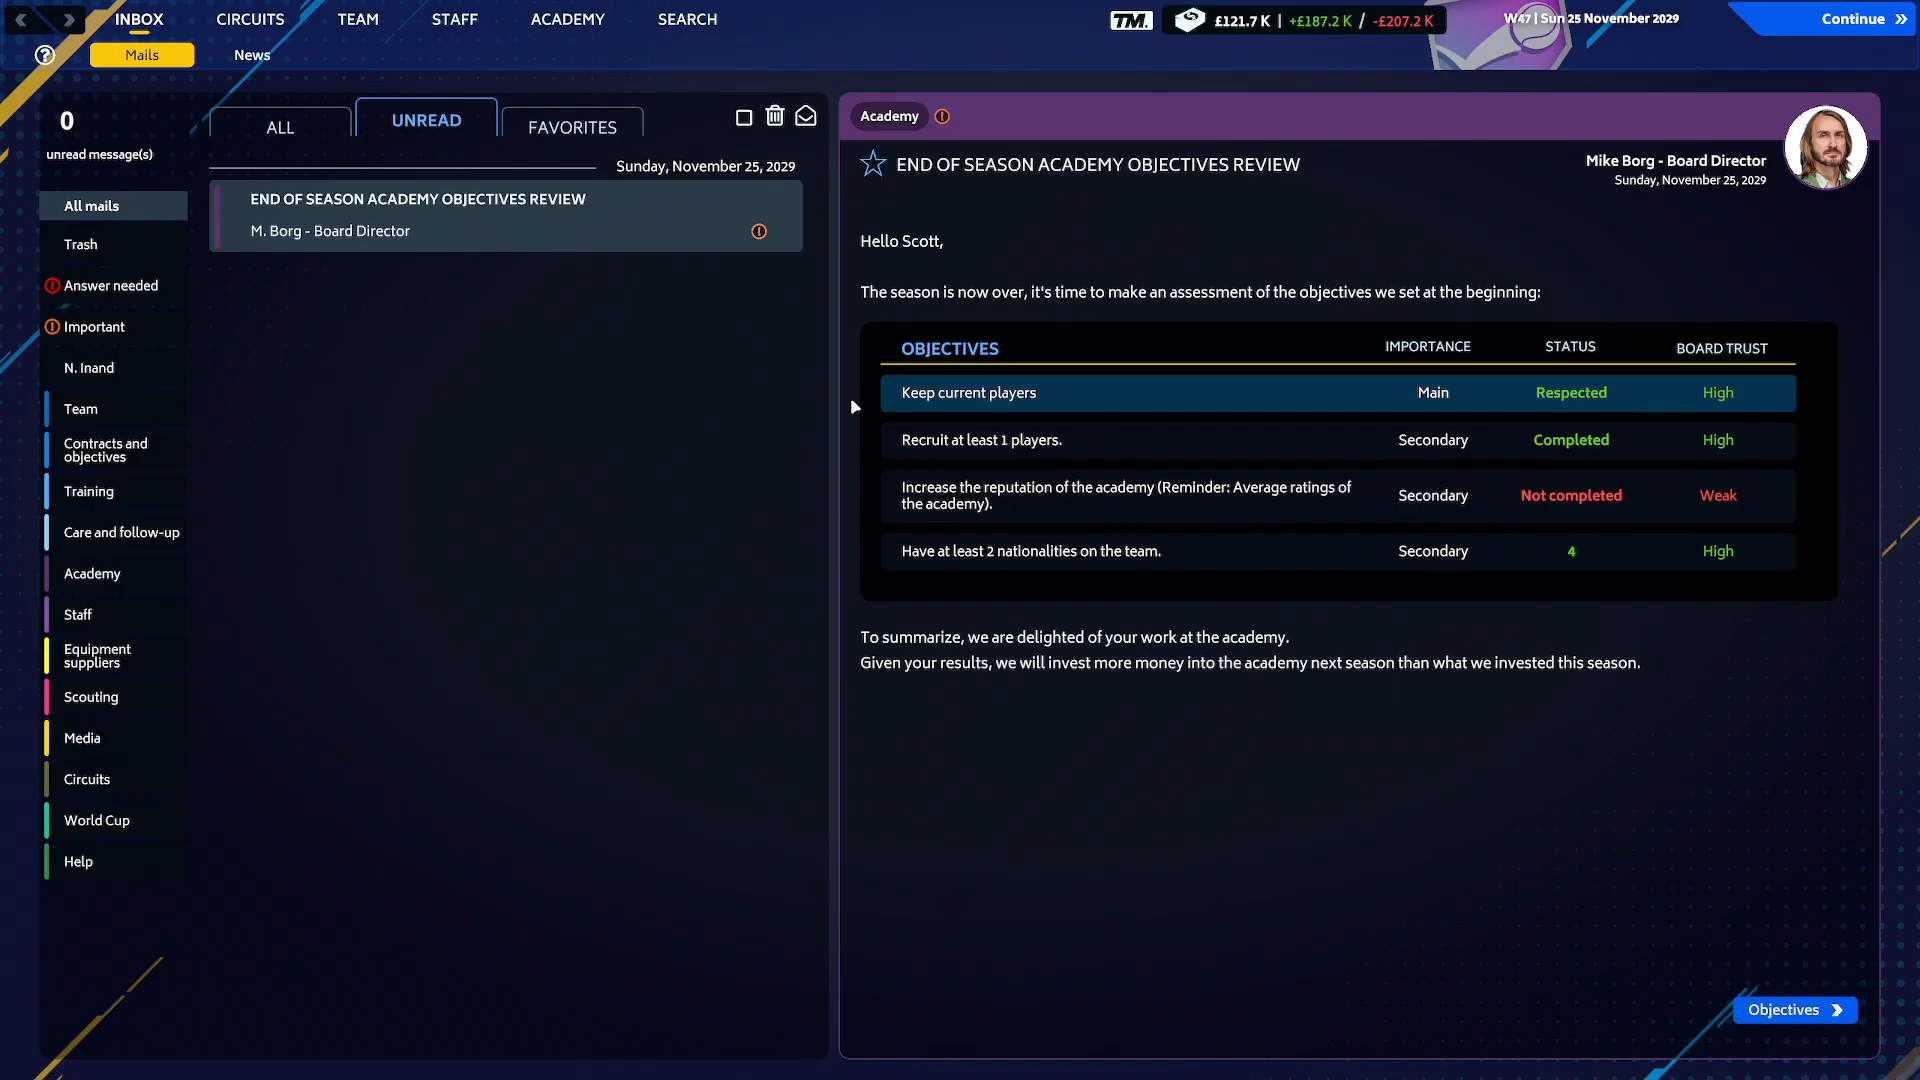 INBOX CIRCUITS TEAM STAFF ACADEMY SEARCH
TM. £121.7 K | +£187.2 K / -£207.2 K
W47 | Sun 25 November 2029
Continue
?
Mails News
0
unread message(s)
All mails
Trash
Answer needed
Important
N. Inand
Team
Contracts and
objectives
Training
Care and follow-up
Academy
Staff
Equipment
suppliers
Scouting
Media
Circuits
World Cup
Help
ALL UNREAD FAVORITES
Sunday, November 25, 2029
END OF SEASON ACADEMY OBJECTIVES REVIEW
M. Borg - Board Director
Academy
END OF SEASON ACADEMY OBJECTIVES REVIEW
Mike Borg - Board Director
Sunday, November 25, 2029
Hello Scott,
The season is now over, it's time to make an assessment of the objectives we set at the beginning:
OBJECTIVES IMPORTANCE STATUS BOARD TRUST
Keep current players Main Respected High
Recruit at least 1 players. Secondary Completed High
Increase the reputation of the academy (Reminder: Average ratings of
the academy). Secondary Not completed Weak
Have at least 2 nationalities on the team. Secondary 4 High
To summarize, we are delighted of your work at the academy.
Given your results, we will invest more money into the academy next season than what we invested this season.
Objectives